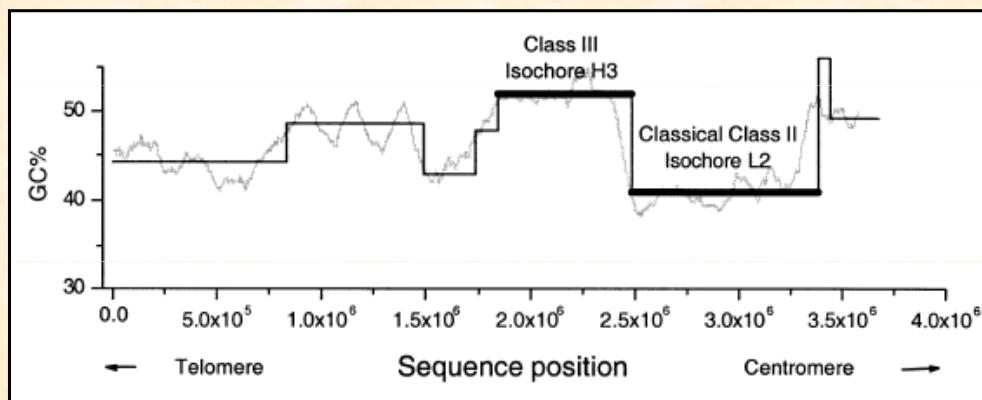 Class III
Isochore H3
Classical Class II
Isochore L2
GC%
50
40
30
0.0 5.0x10⁵ 1.0x10⁶ 1.5x10⁶ 2.0x10⁶ 2.5x10⁶ 3.0x10⁶ 3.5x10⁶ 4.0x10⁶
← Telomere Sequence position Centromere →